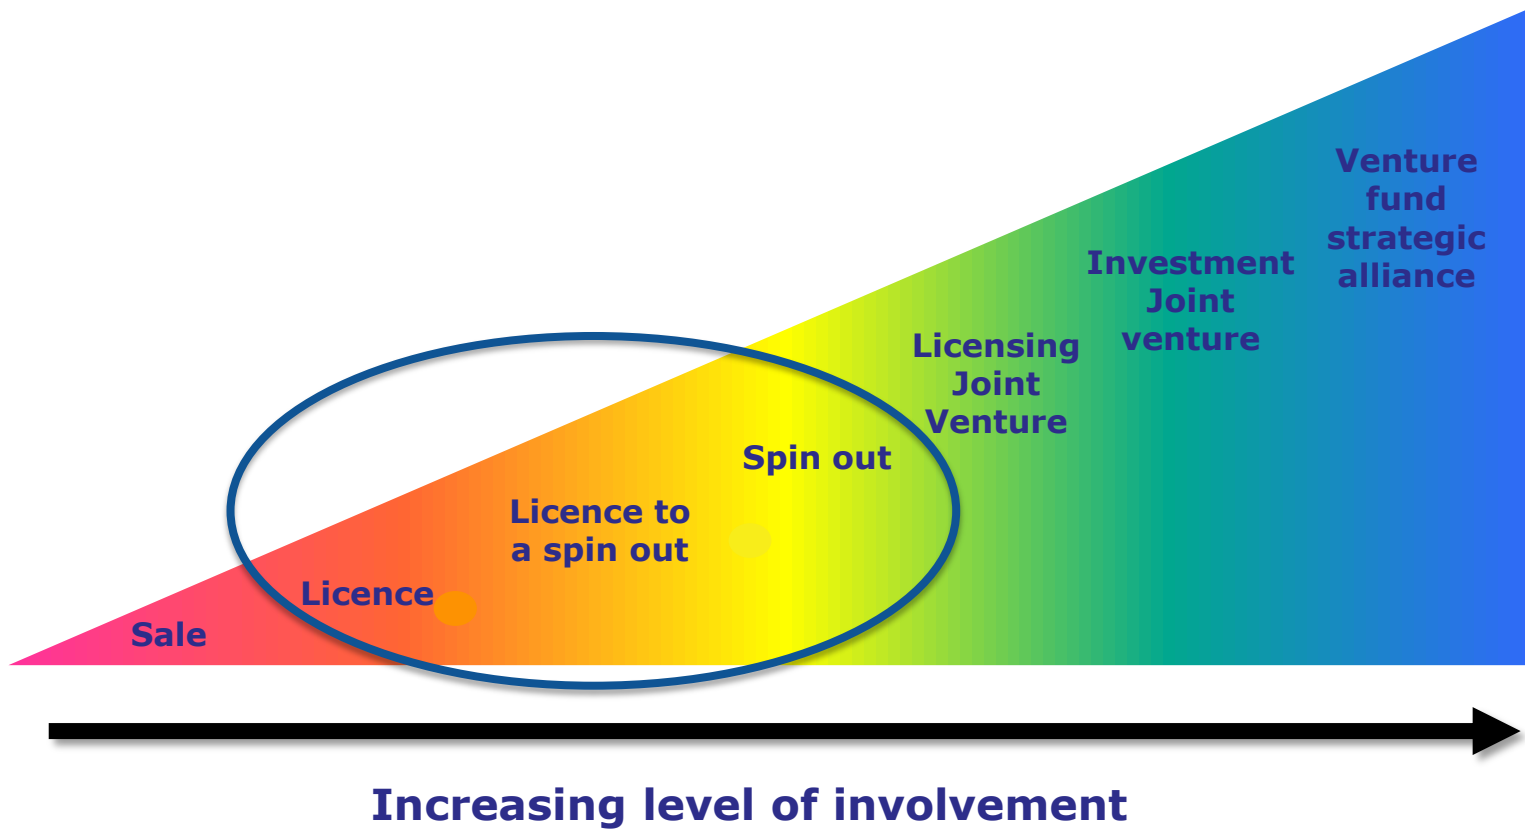 Sale
Licence
Licence to
a spin out
Spin out
Licensing
Joint
Venture
Investment
Joint
venture
Venture
fund
strategic
alliance
Increasing level of involvement